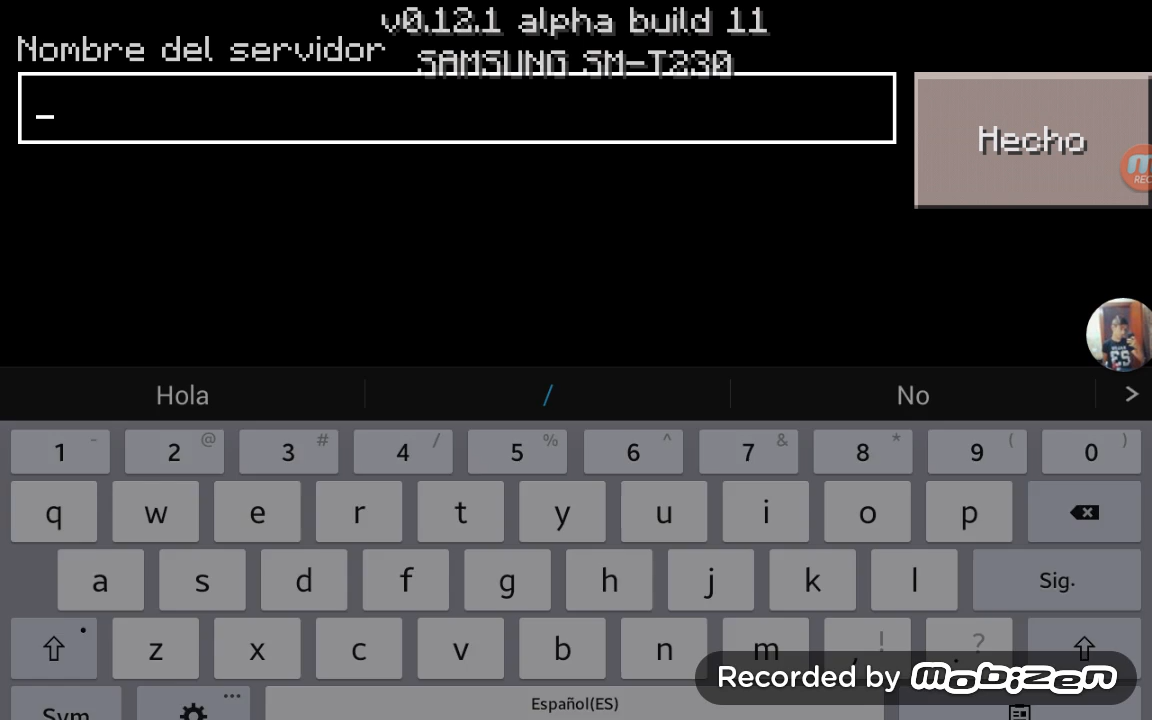 v0.12.1 alpha build 11
Nombre del servidor
SAMSUNG SM-T230
_
Hecho
REC
Hola / No >
1 - 2 @ 3 # 4 / 5 % 6 ^ 7 & 8 * 9 ( 0 )
q w e r t y u i o p
a s d f g h j k l Sig.
z x c v b n m , ! . ?
Recorded by mobizen
Sym ... Español(ES)